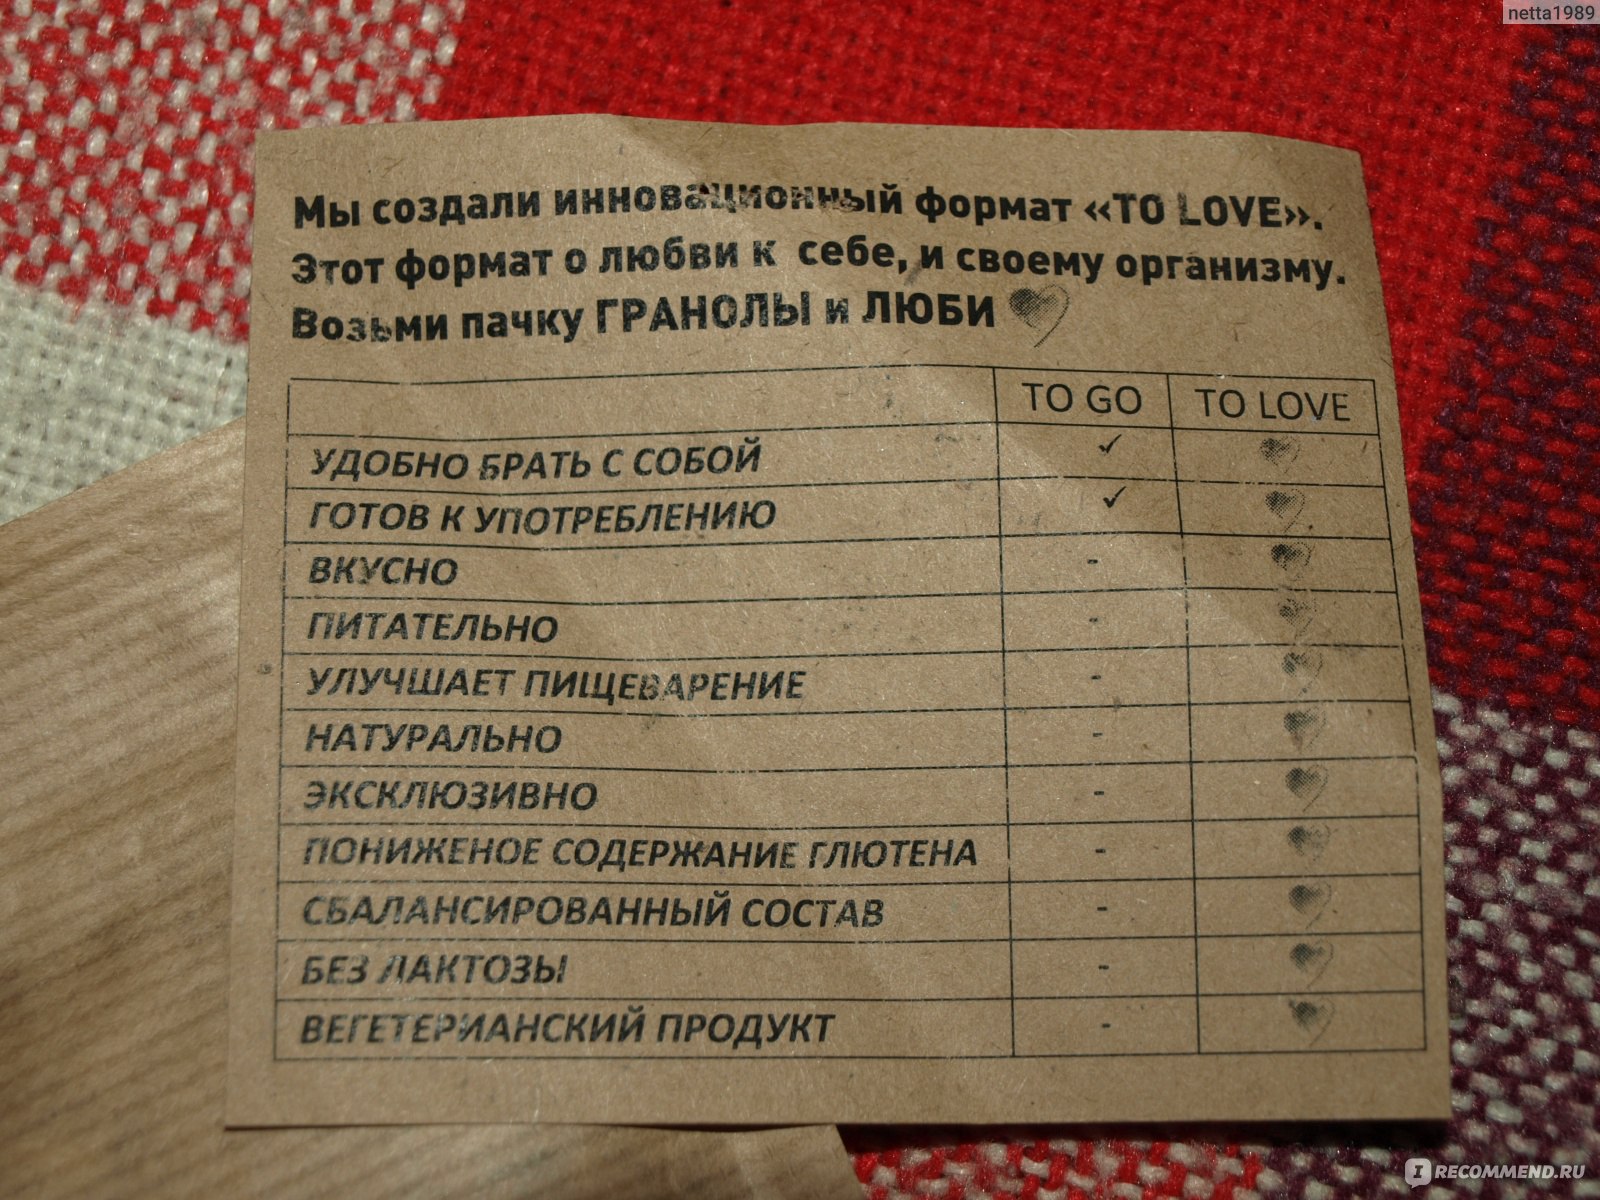 netta1989
Мы создали инновационный формат «TO LOVE».
Этот формат о любви к себе, и своему организму.
Возьми пачку ГРАНОЛЫ и ЛЮБИ
TO GO TO LOVE
УДОБНО БРАТЬ С СОБОЙ ✓
ГОТОВ К УПОТРЕБЛЕНИЮ ✓
ВКУСНО -
ПИТАТЕЛЬНО -
УЛУЧШАЕТ ПИЩЕВАРЕНИЕ -
НАТУРАЛЬНО -
ЭКСКЛЮЗИВНО -
ПОНИЖЕНОЕ СОДЕРЖАНИЕ ГЛЮТЕНА -
СБАЛАНСИРОВАННЫЙ СОСТАВ -
БЕЗ ЛАКТОЗЫ -
ВЕГЕТЕРИАНСКИЙ ПРОДУКТ -
IRECOMMEND.RU